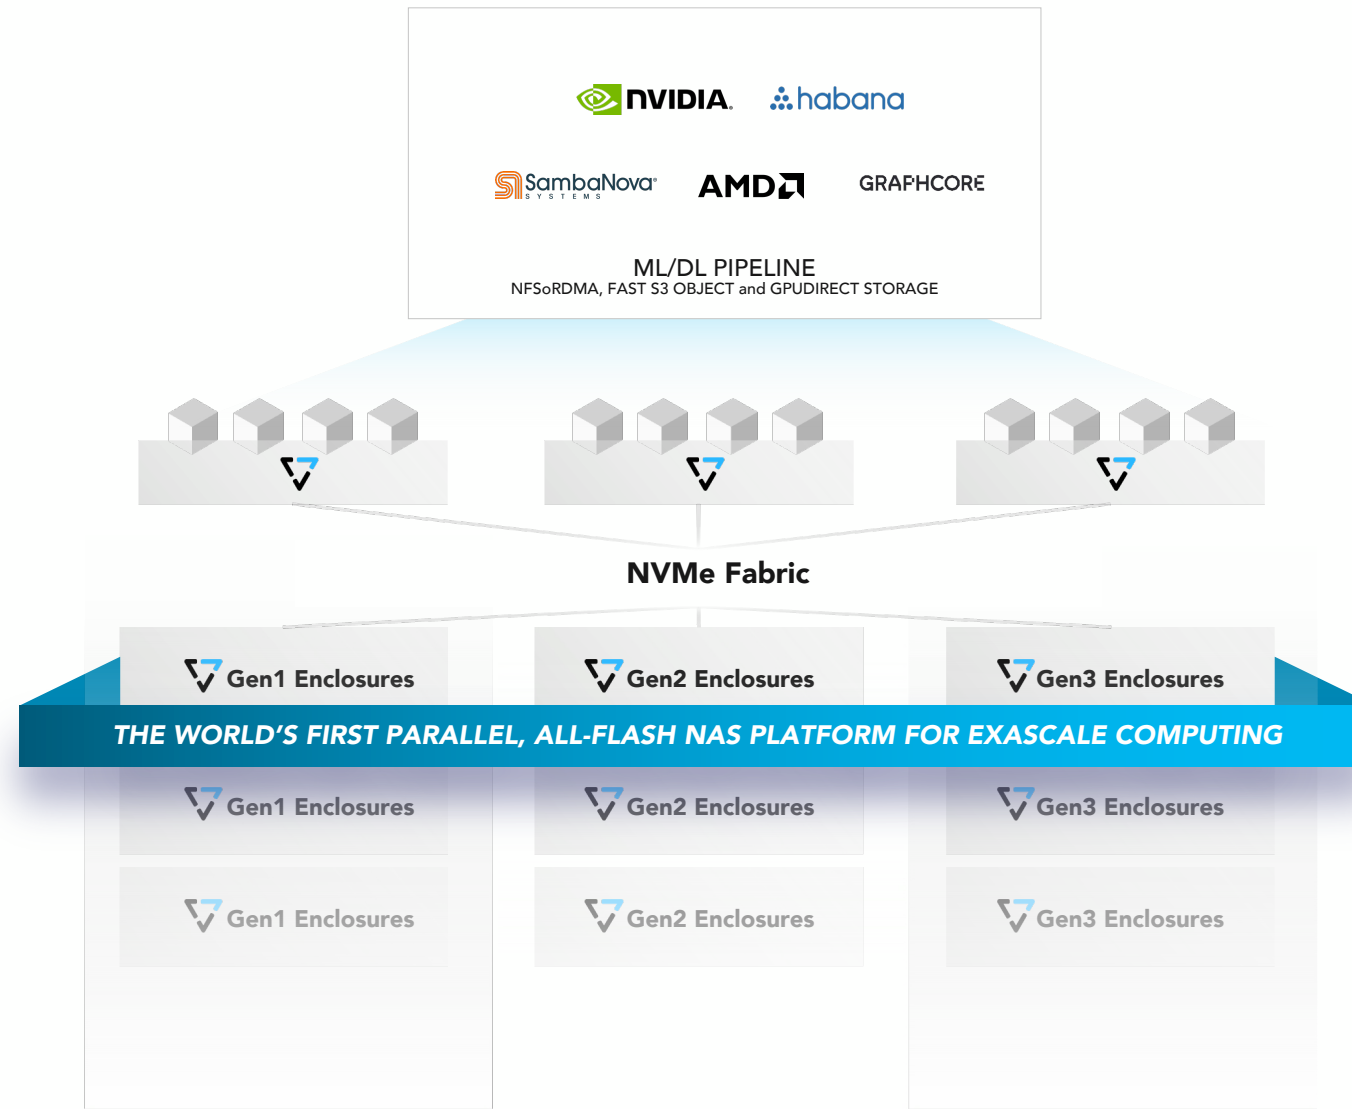 NVIDIA.
habana
SambaNova
SYSTEMS
AMD
GRAPHCORE
ML/DL PIPELINE
NFSoRDMA, FAST S3 OBJECT and GPUDIRECT STORAGE
NVMe Fabric
Gen1 Enclosures
Gen2 Enclosures
Gen3 Enclosures
THE WORLD'S FIRST PARALLEL, ALL-FLASH NAS PLATFORM FOR EXASCALE COMPUTING
Gen1 Enclosures
Gen2 Enclosures
Gen3 Enclosures
Gen1 Enclosures
Gen2 Enclosures
Gen3 Enclosures